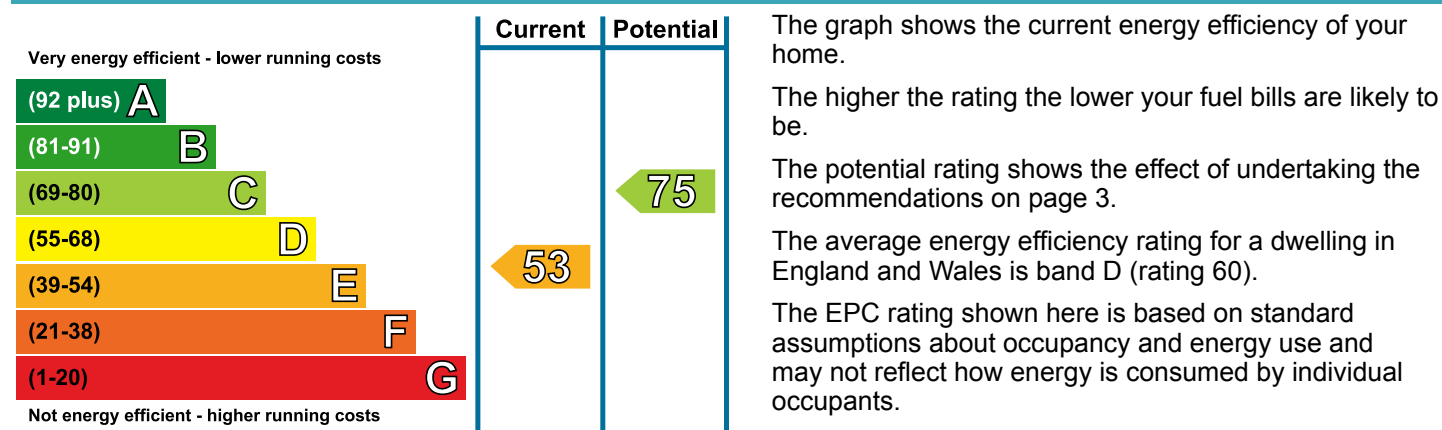 Current Potential
Very energy efficient - lower running costs
(92 plus) A
(81-91) B
(69-80) C
75
(55-68) D
53
(39-54) E
(21-38) F
(1-20) G
Not energy efficient - higher running costs
The graph shows the current energy efficiency of your
home.
The higher the rating the lower your fuel bills are likely to
be.
The potential rating shows the effect of undertaking the
recommendations on page 3.
The average energy efficiency rating for a dwelling in
England and Wales is band D (rating 60).
The EPC rating shown here is based on standard
assumptions about occupancy and energy use and
may not reflect how energy is consumed by individual
occupants.